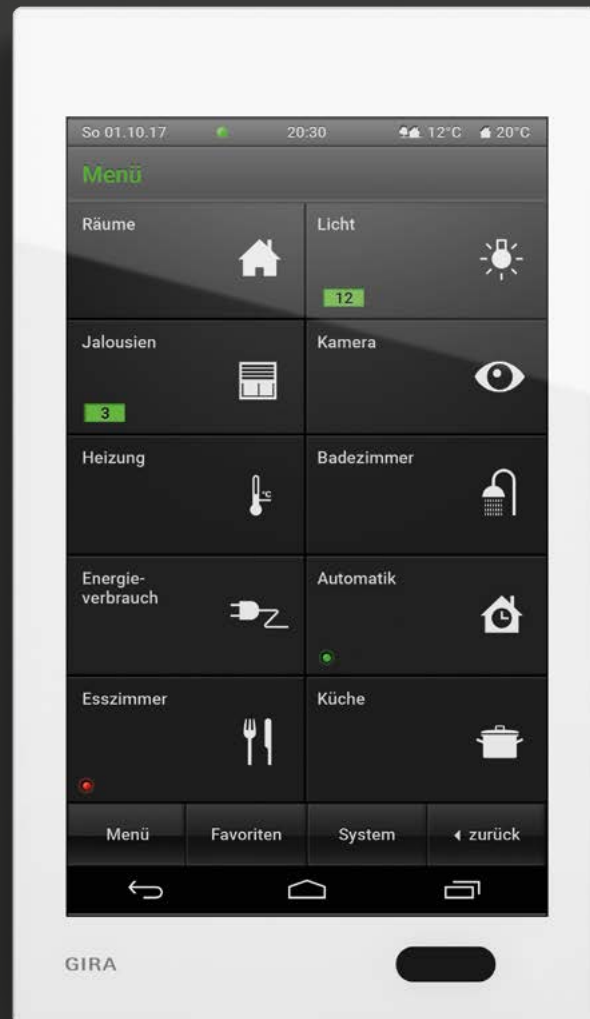 So 01.10.17 20:30 12°C 20°C
Menü
Räume
Licht
12
Jalousien
3
Kamera
Heizung
°C
Badezimmer
Energie-
verbrauch
Automatik
Esszimmer
Küche
Menü Favoriten System zurück
GIRA